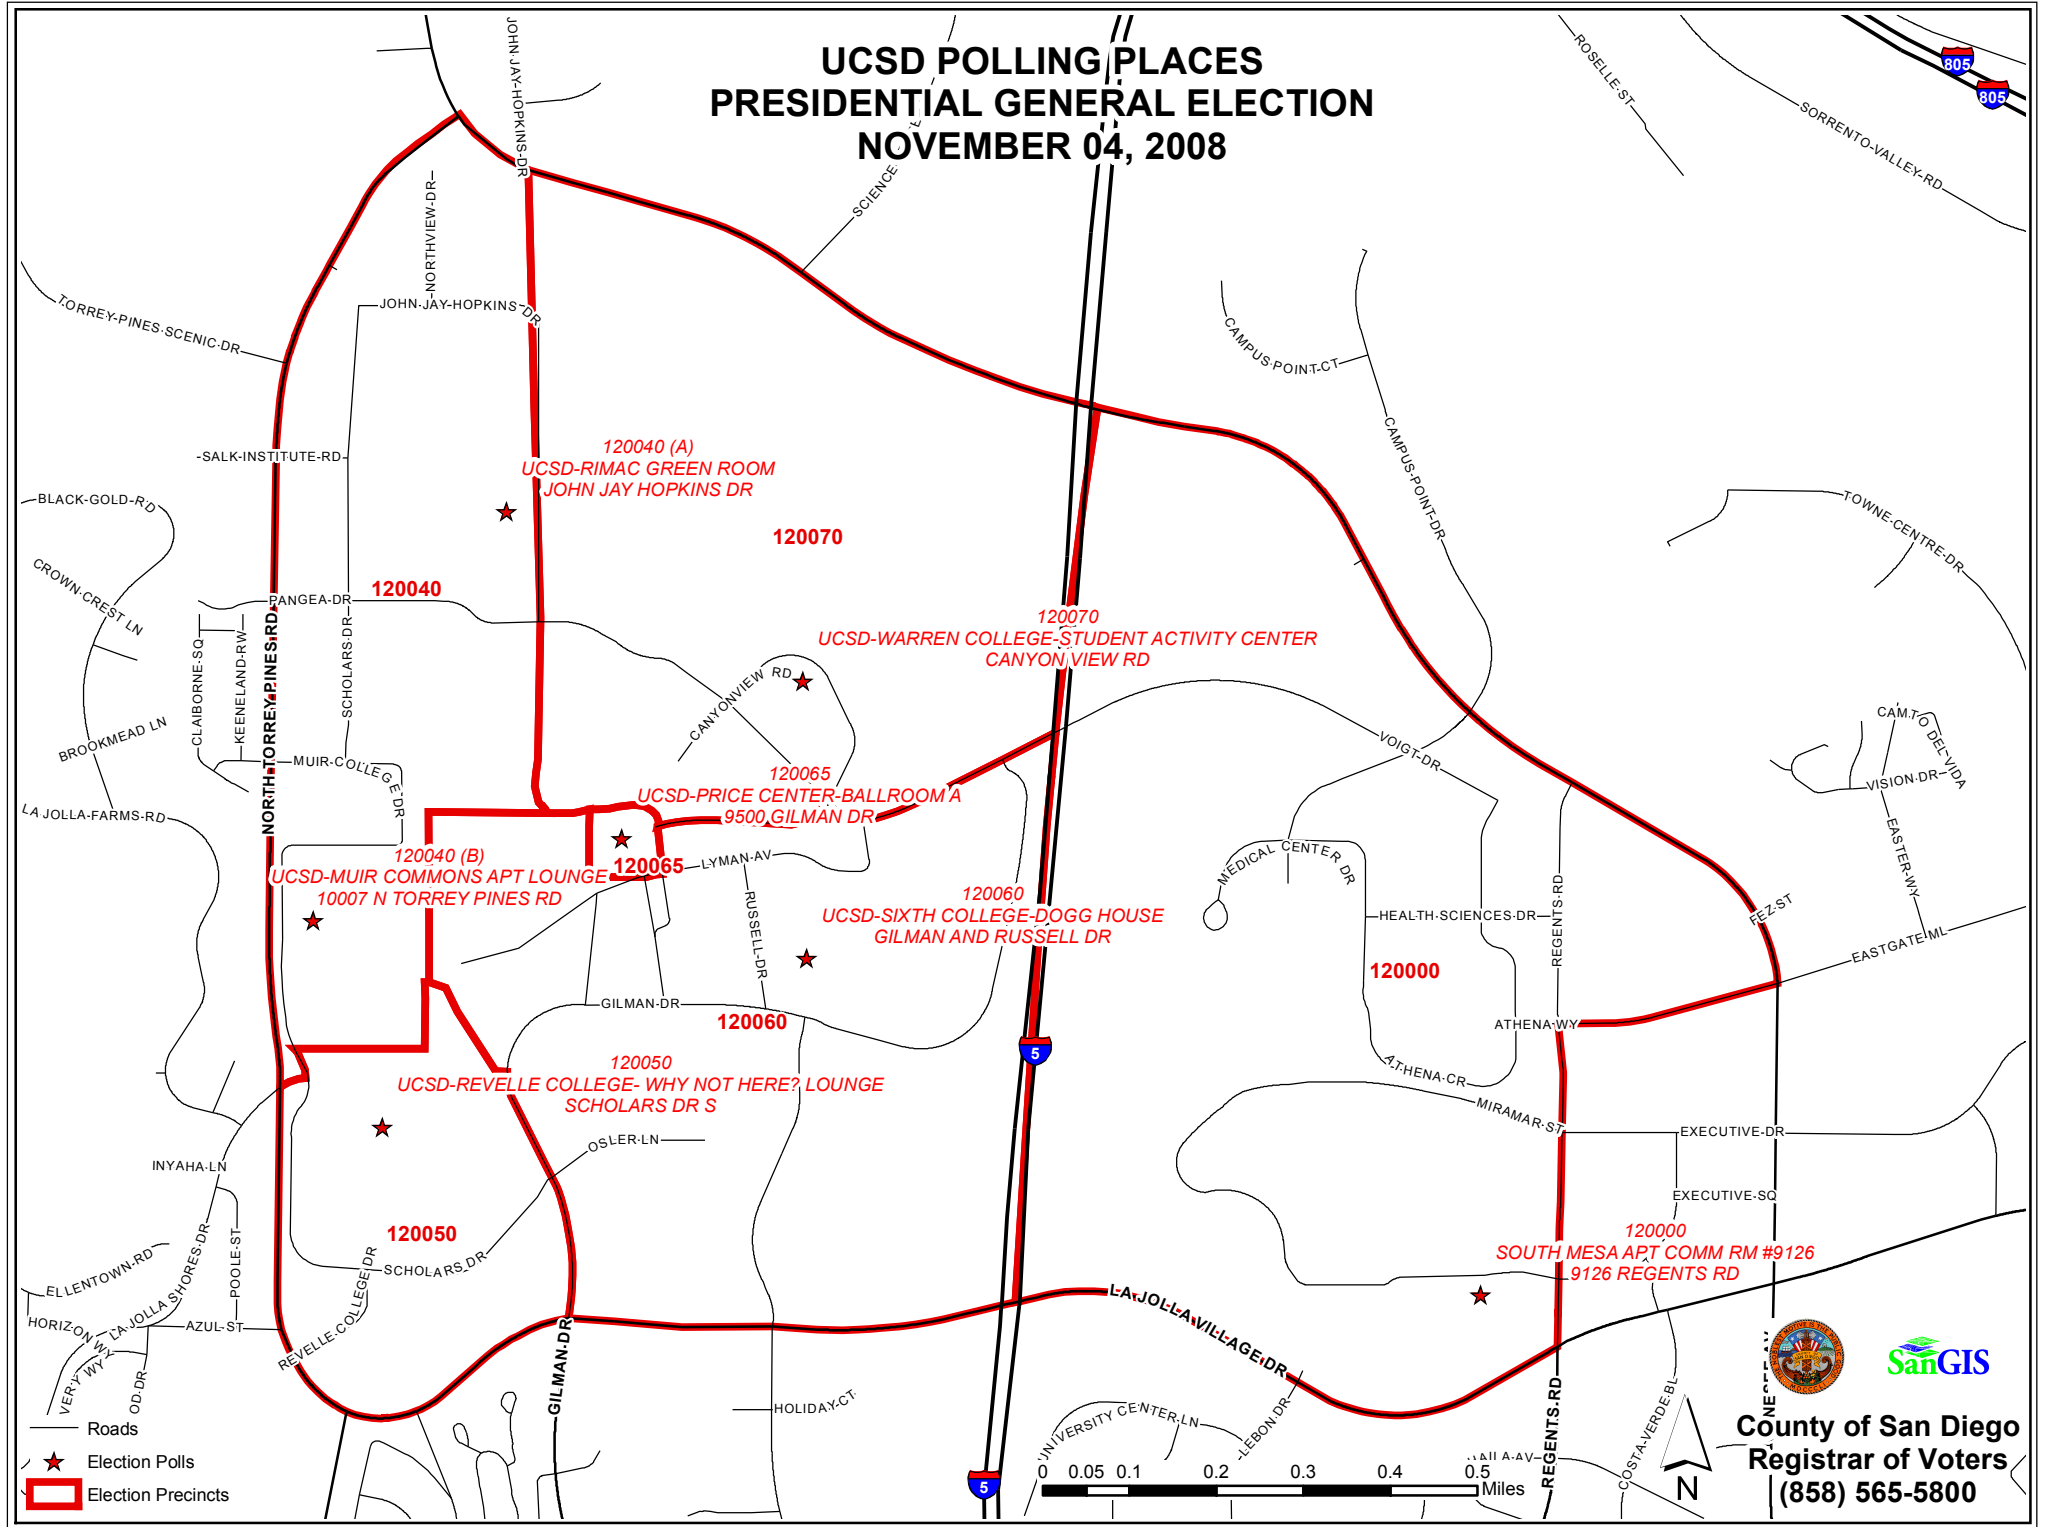 UCSD POLLING PLACES
PRESIDENTIAL GENERAL ELECTION
NOVEMBER 04, 2008
805
805
JOHN JAY HOPKINS DR
ROSELLE ST
SORRENTO VALLEY RD
SCIENCE
NORTHVIEW DR
JOHN JAY HOPKINS DR
TORREY PINES SCENIC DR
CAMPUS POINT CT
CAMPUS POINT DR
120040 (A)
UCSD-RIMAC GREEN ROOM
JOHN JAY HOPKINS DR
SALK INSTITUTE RD
BLACK GOLD RD
TOWNE CENTRE DR
120070
CROWN CREST LN
120040
PANGEA DR
120070
UCSD-WARREN COLLEGE-STUDENT ACTIVITY CENTER
CANYON VIEW RD
CLAIBORNE SQ
KEENELAND RW
NORTH TORREY PINES RD
SCHOLARS DR
CANYONVIEW RD
BROOKMEAD LN
MUIR COLLEGE DR
VOIGT DR
CAMTO DEL VIDA
VISION DR
120065
UCSD-PRICE CENTER-BALLROOM A
9500 GILMAN DR
LA JOLLA FARMS RD
EASTER WY
120040 (B)
UCSD-MUIR COMMONS APT LOUNGE
10007 N TORREY PINES RD
120065
LYMAN AV
MEDICAL CENTER DR
RUSSELL DR
120060
UCSD-SIXTH COLLEGE-DOGG HOUSE
GILMAN AND RUSSELL DR
HEALTH SCIENCES DR
REGENTS RD
FEZ ST
EASTGATE ML
120000
GILMAN DR
120060
ATHENA WY
5
ATHENA CR
120050
UCSD-REVELLE COLLEGE- WHY NOT HERE? LOUNGE
SCHOLARS DR S
MIRAMAR ST
EXECUTIVE DR
OSLER LN
INYAHA LN
EXECUTIVE SQ
120050
120000
SOUTH MESA APT COMM RM #9126
9126 REGENTS RD
LA JOLLA SHORES DR
POOLE ST
ELLENTOWN RD
SCHOLARS DR
REVELLE COLLEGE DR
HORIZON WY
AZUL ST
VERY WY
OD DR
GILMAN DR
LA JOLLA VILLAGE DR
SanGIS
HOLIDAY CT
UNIVERSITY CENTER LN
LEBON DR
REGENTS RD
COSTA VERDE BL
Roads
Election Polls
Election Precincts
5
0 0.05 0.1 0.2 0.3 0.4 0.5
Miles
N
County of San Diego
Registrar of Voters
(858) 565-5800